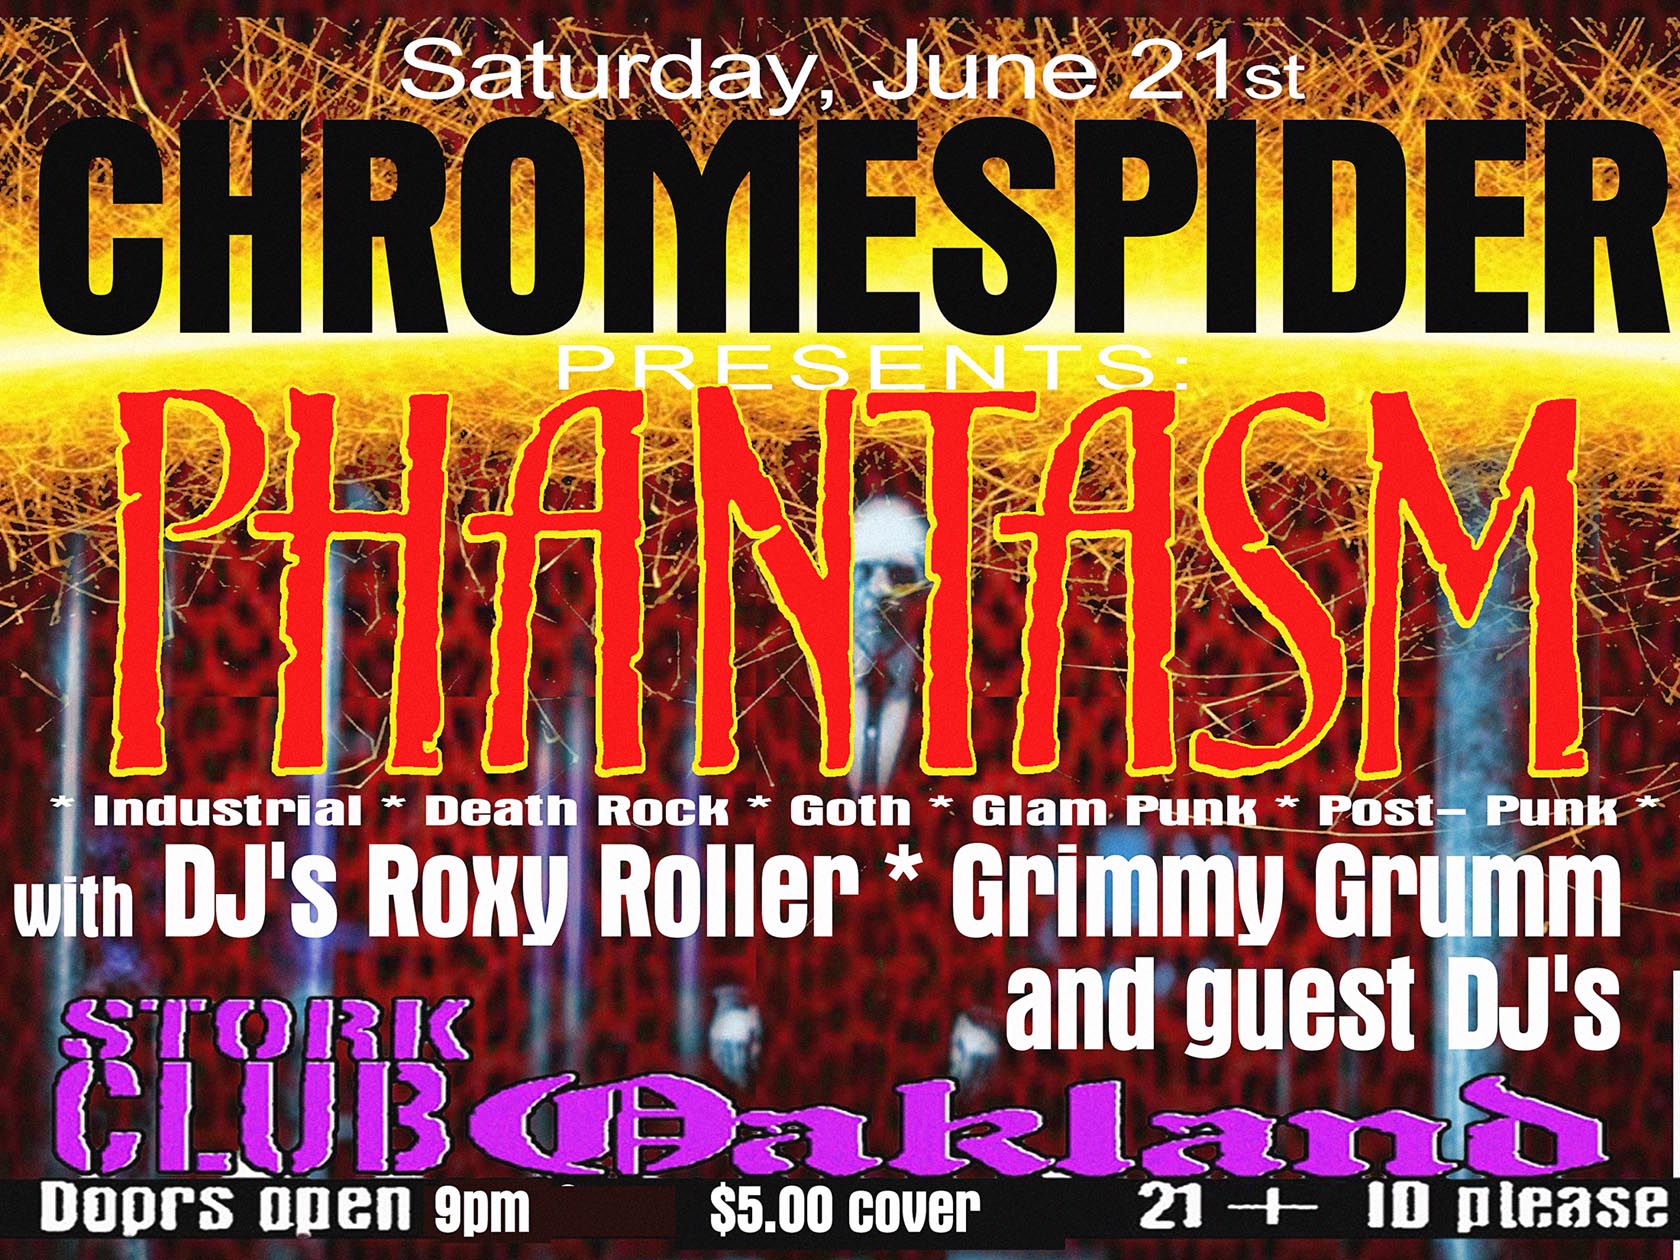 Saturday, June 21st
CHROMESPIDER
PRESENTS:
PHANTASM
* Industrial * Death Rock * Goth * Glam Punk * Post- Punk *
with DJ's Roxy Roller * Grimmy Grumm
and guest DJ's
STORK
CLUB Oakland
Doors open 9pm $5.00 cover 21 + ID please